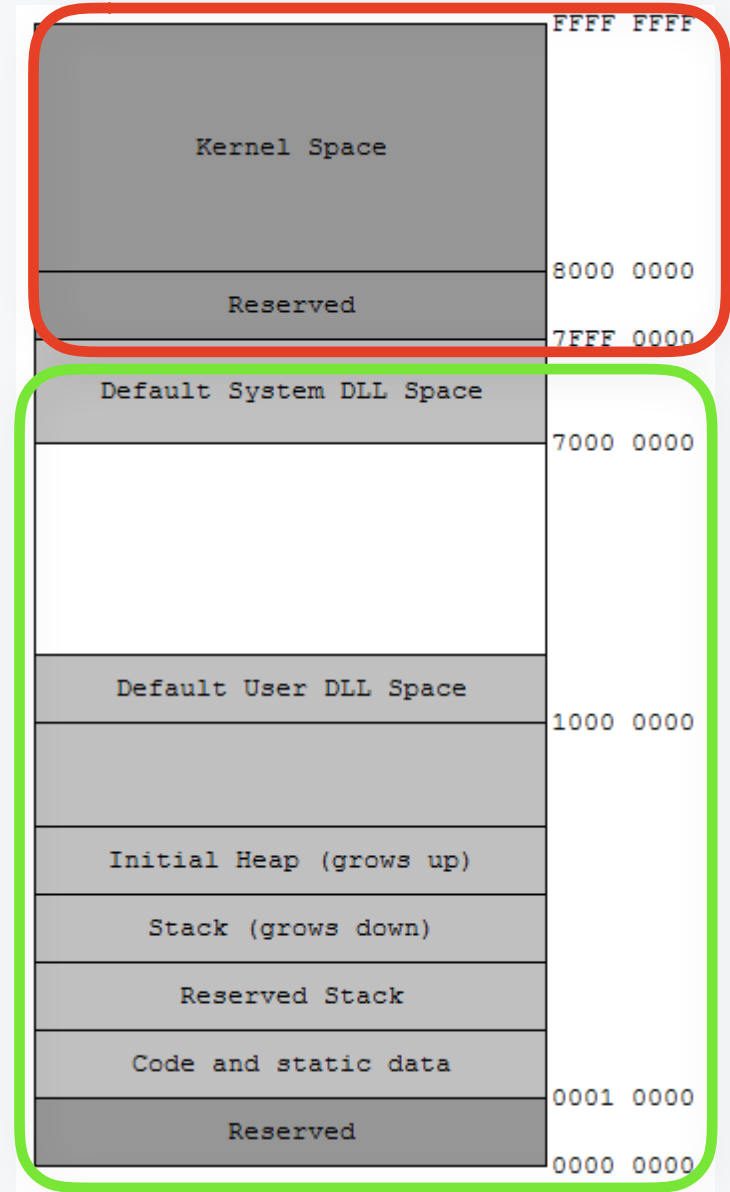 FFFF FFFF
Kernel Space
8000 0000
Reserved
7FFF 0000
Default System DLL Space
7000 0000
Default User DLL Space
1000 0000
Initial Heap (grows up)
Stack (grows down)
Reserved Stack
Code and static data
0001 0000
Reserved
0000 0000